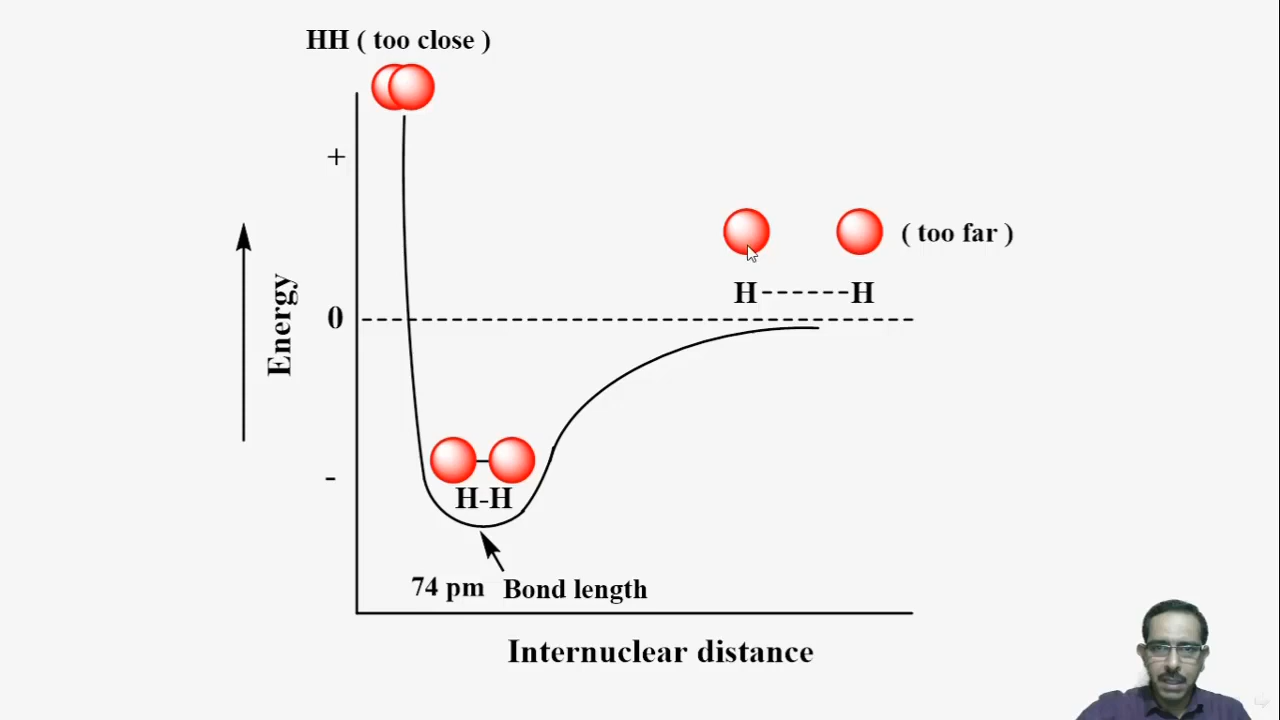 HH ( too close )
+
( too far )
H------H
0
Energy
-
H-H
74 pm Bond length
Internuclear distance